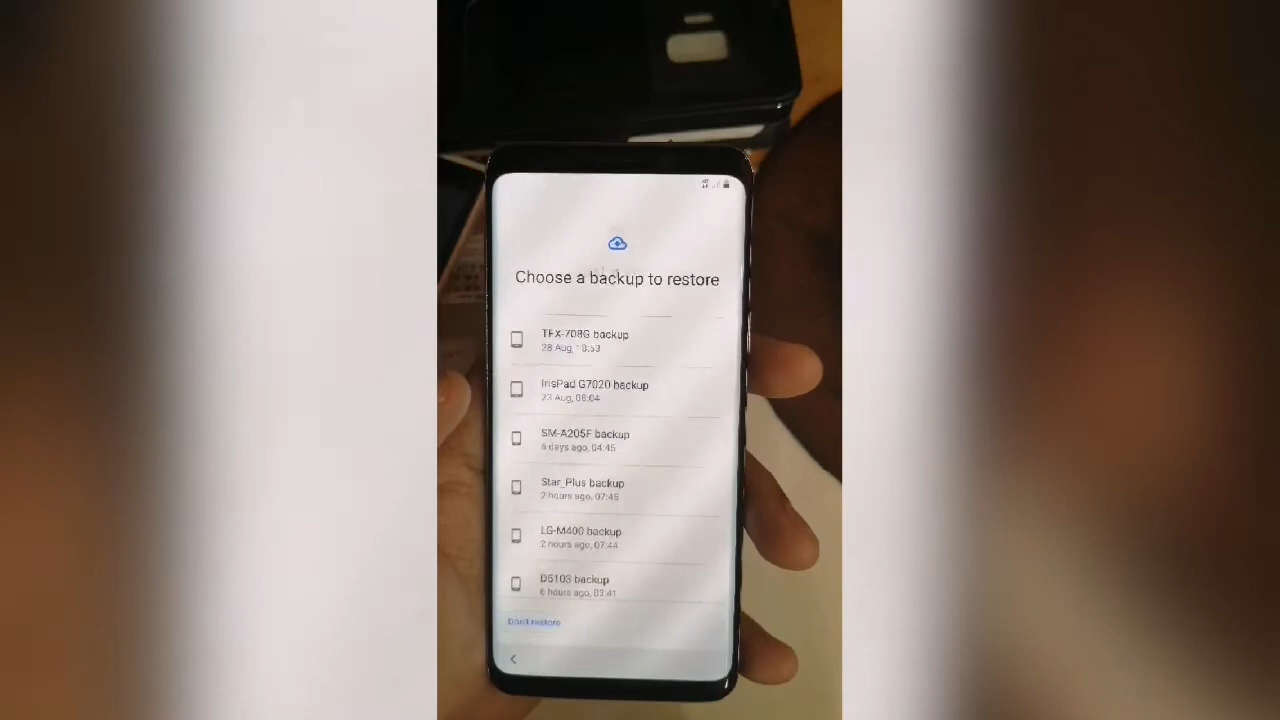 Choose a backup to restore
TFX-708G backup
28 Aug, 18:53
IrisPad G7020 backup
23 Aug, 08:04
SM-A205F backup
6 days ago, 04:45
Star_Plus backup
2 hours ago, 07:45
LG-M400 backup
2 hours ago, 07:44
D5103 backup
6 hours ago, 03:41
Don't restore